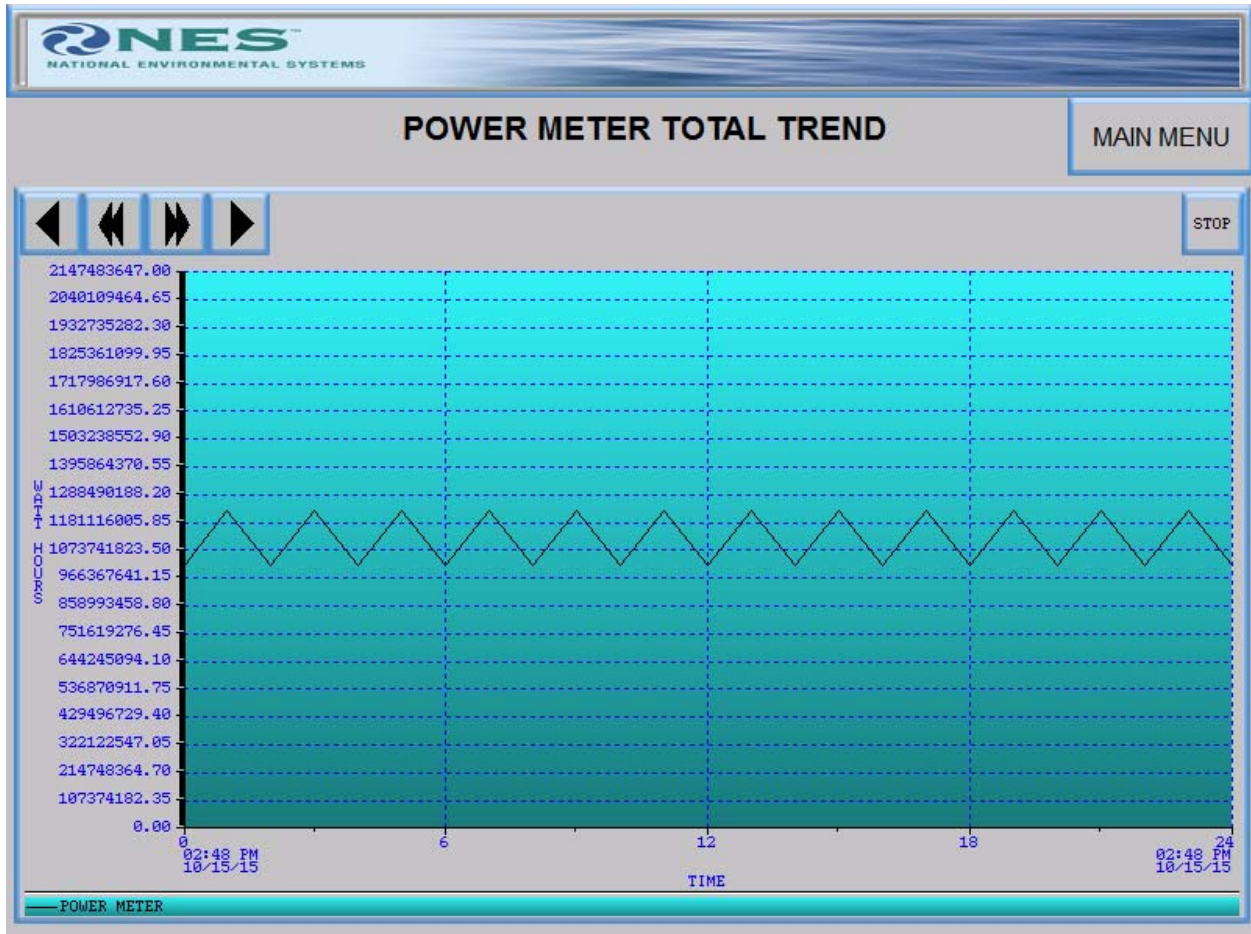 NES™
NATIONAL ENVIRONMENTAL SYSTEMS
POWER METER TOTAL TREND
MAIN MENU
STOP
2147483647.00
2040109464.65
1932735282.30
1825361099.95
1717986917.60
1610612735.25
1503238552.90
1395864370.55
1288490188.20
1181116005.85
1073741823.50
966367641.15
858993458.80
751619276.45
644245094.10
536870911.75
429496729.40
322122547.05
214748364.70
107374182.35
0.00
WATT HOURS
0 6 12 18 24
02:48 PM 02:48 PM
10/15/15 10/15/15
TIME
POWER METER